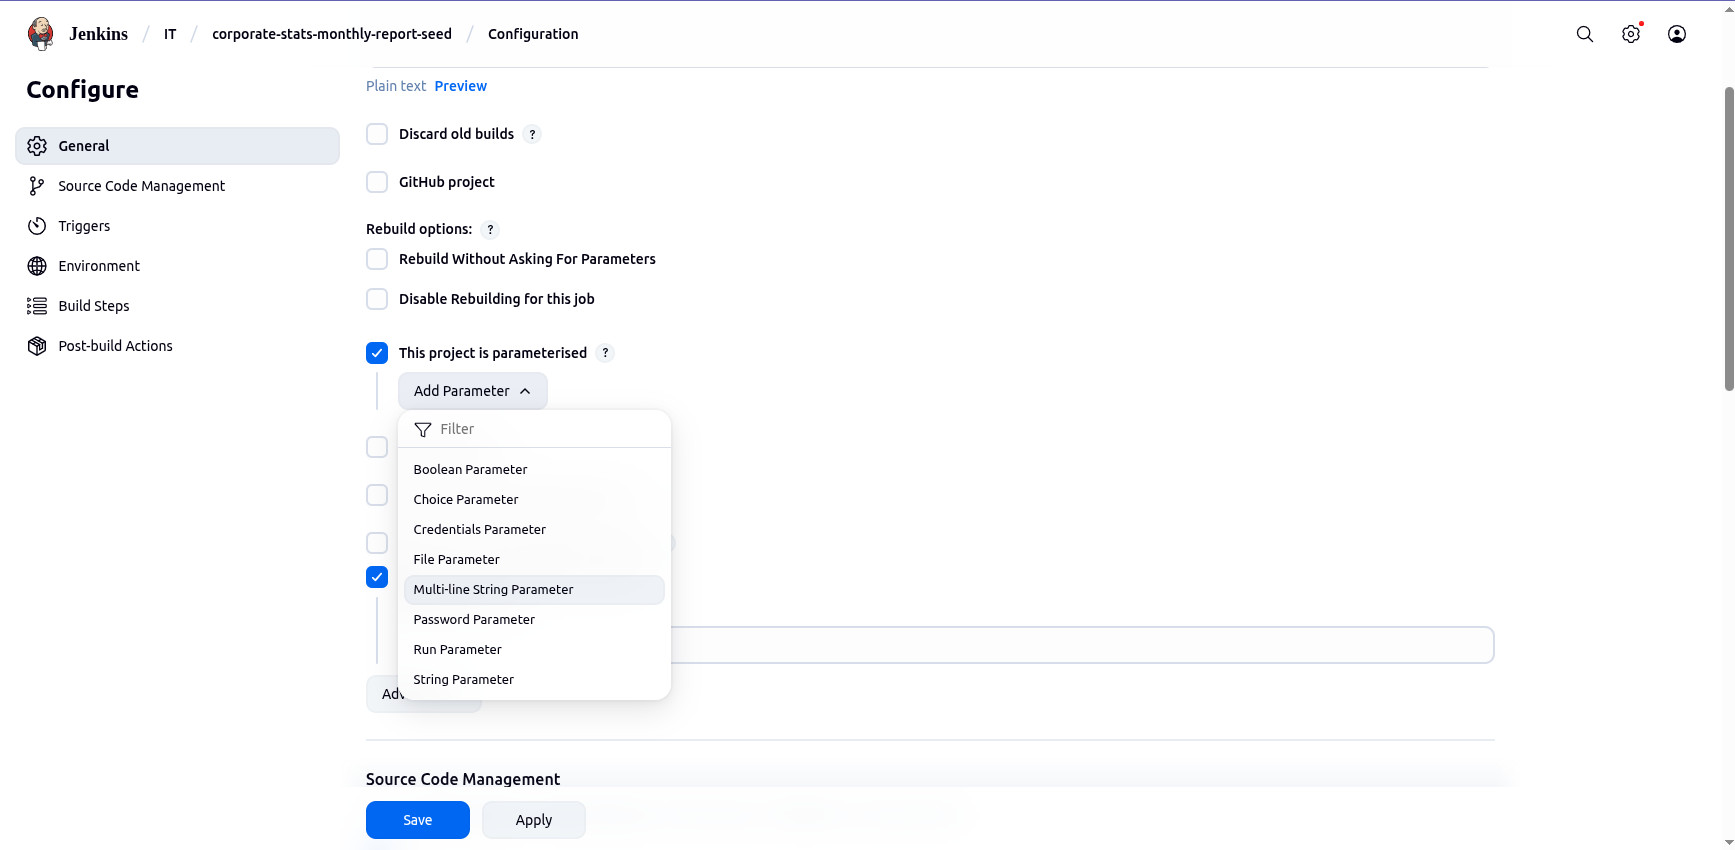 Jenkins / IT / corporate-stats-monthly-report-seed / Configuration
Configure
General
Source Code Management
Triggers
Environment
Build Steps
Post-build Actions
Plain text Preview
Discard old builds ?
GitHub project
Rebuild options: ?
Rebuild Without Asking For Parameters
Disable Rebuilding for this job
This project is parameterised ?
Add Parameter
Filter
Boolean Parameter
Choice Parameter
Credentials Parameter
File Parameter
Multi-line String Parameter
Password Parameter
Run Parameter
String Parameter
Source Code Management
Save
Apply